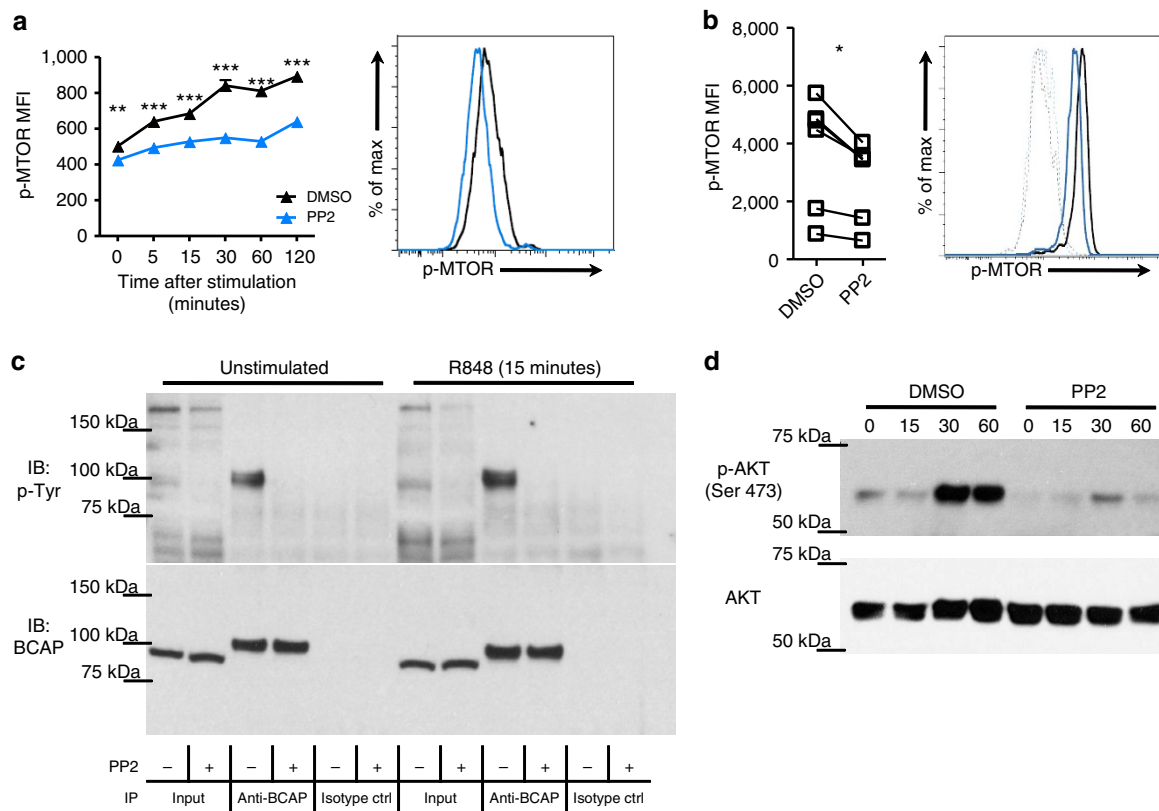 a
1,000
800
600
400
200
0
p-MTOR MFI
** *** *** *** *** ***
DMSO
PP2
0 5 15 30 60 120
Time after stimulation
(minutes)
% of max
p-MTOR
b
8,000
6,000
4,000
2,000
0
p-MTOR MFI
*
DMSO
PP2
% of max
p-MTOR
c
Unstimulated R848 (15 minutes)
IB:
p-Tyr
150 kDa
100 kDa
75 kDa
IB:
BCAP
150 kDa
100 kDa
75 kDa
PP2 – + – + – + – + – + – +
IP Input Anti-BCAP Isotype ctrl Input Anti-BCAP Isotype ctrl
d
DMSO PP2
0 15 30 60 0 15 30 60
75 kDa
p-AKT
(Ser 473)
50 kDa
75 kDa
AKT
50 kDa